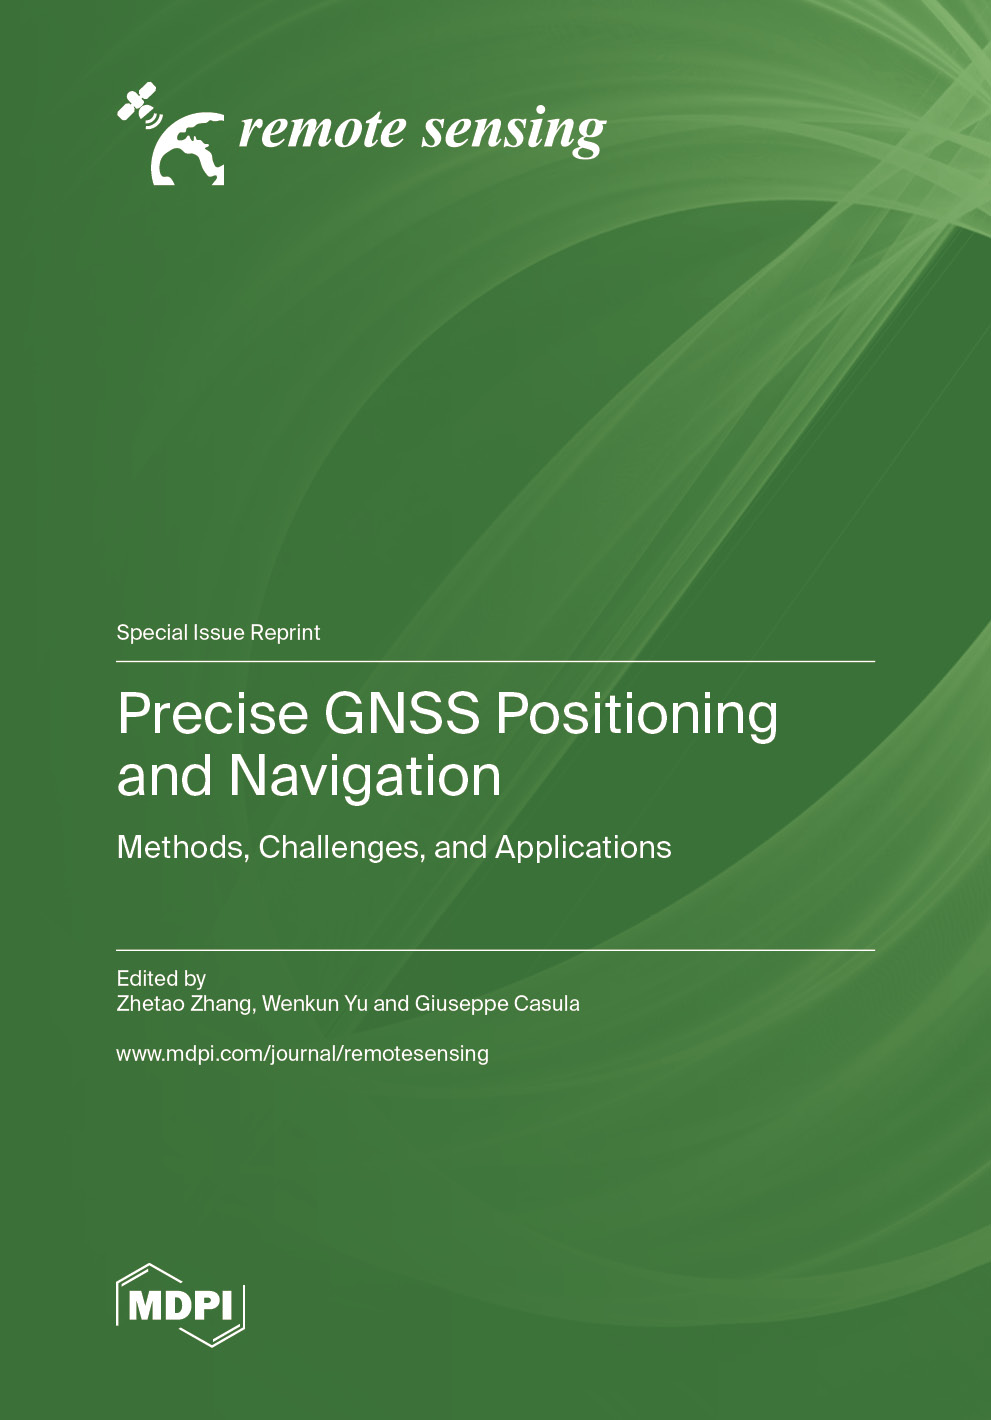 remote sensing
Special Issue Reprint
Precise GNSS Positioning
and Navigation
Methods, Challenges, and Applications
Edited by
Zhetao Zhang, Wenkun Yu and Giuseppe Casula
www.mdpi.com/journal/remotesensing
MDPI